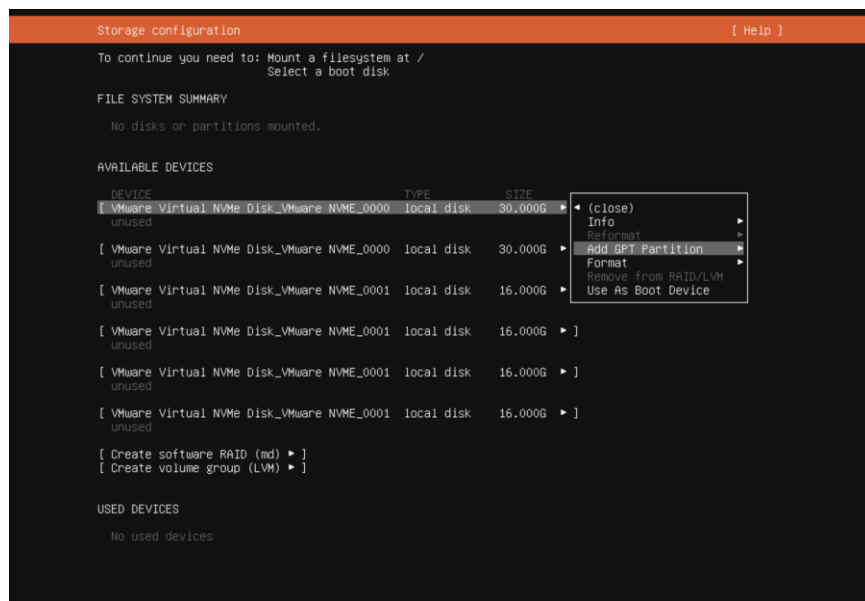 Storage configuration [ Help ]
To continue you need to: Mount a filesystem at /
Select a boot disk
FILE SYSTEM SUMMARY
No disks or partitions mounted.
AVAILABLE DEVICES
DEVICE TYPE SIZE
[ VMware Virtual NVMe Disk_VMware NVME_0000 local disk 30.000G ► ◄ (close)
unused Info ►
Reformat ►
[ VMware Virtual NVMe Disk_VMware NVME_0000 local disk 30.000G ► Add GPT Partition ►
unused Format ►
Remove from RAID/LVM
[ VMware Virtual NVMe Disk_VMware NVME_0001 local disk 16.000G ► Use As Boot Device
unused
[ VMware Virtual NVMe Disk_VMware NVME_0001 local disk 16.000G ► ]
unused
[ VMware Virtual NVMe Disk_VMware NVME_0001 local disk 16.000G ► ]
unused
[ VMware Virtual NVMe Disk_VMware NVME_0001 local disk 16.000G ► ]
unused
[ Create software RAID (md) ► ]
[ Create volume group (LVM) ► ]
USED DEVICES
No used devices